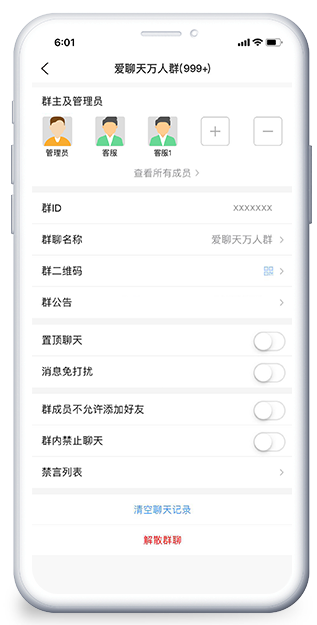 6:01
爱聊天万人群(999+)
群主及管理员
管理员 客服 客服1
查看所有成员
群ID xxxxxxx
群聊名称 爱聊天万人群
群二维码
群公告
置顶聊天
消息免打扰
群成员不允许添加好友
群内禁止聊天
禁言列表
清空聊天记录
解散群聊